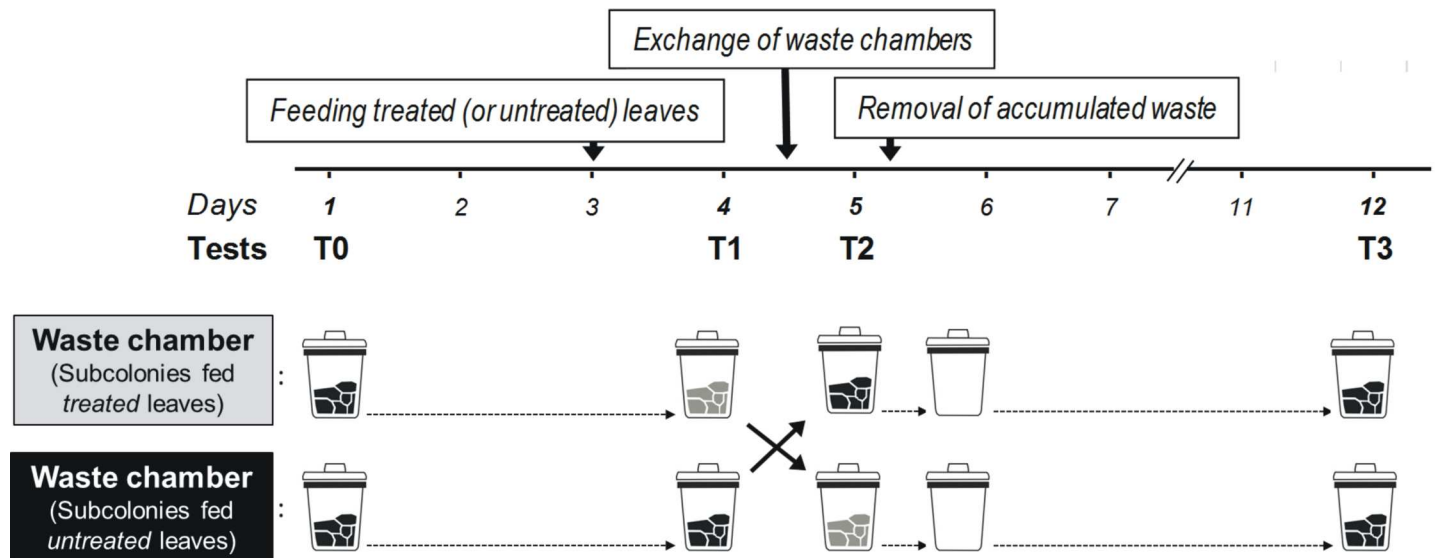 Exchange of waste chambers
Feeding treated (or untreated) leaves
Removal of accumulated waste
Days 1 2 3 4 5 6 7 11 12
Tests T0 T1 T2 T3
Waste chamber
(Subcolonies fed :
treated leaves)
Waste chamber
(Subcolonies fed :
untreated leaves)